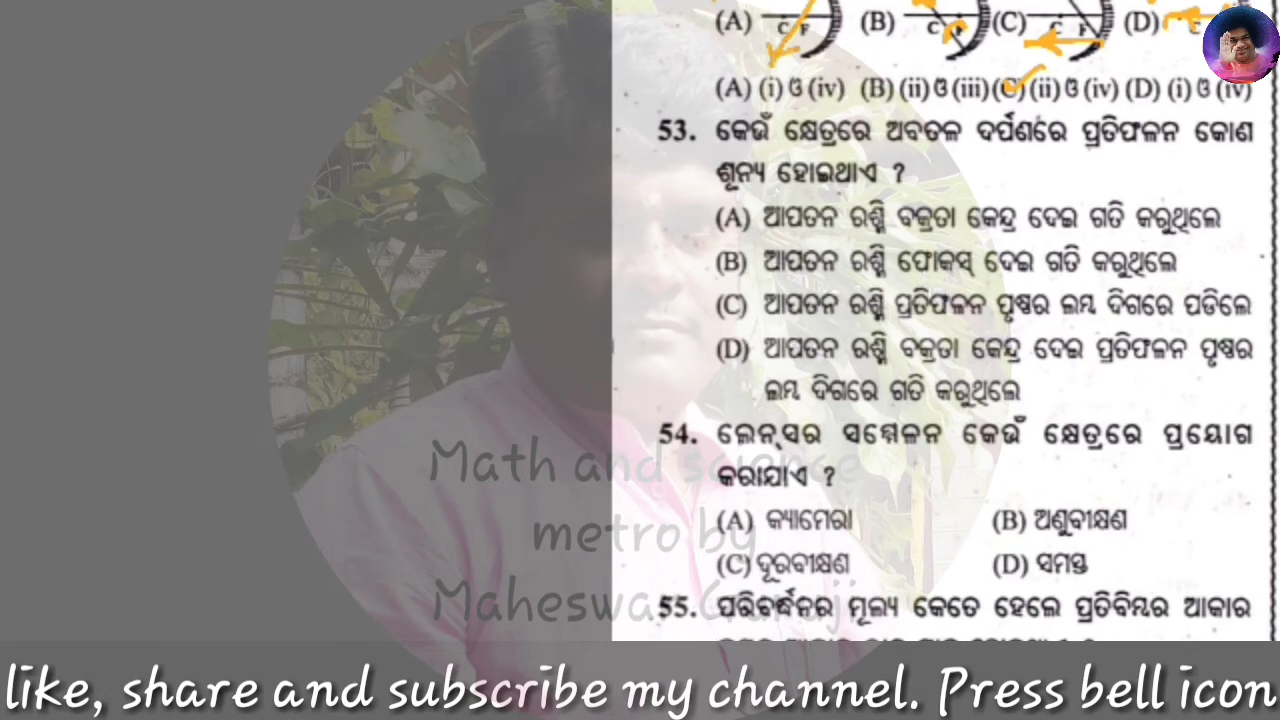 (A) C F (B) C F (C) C F (D)
(A) (i) ଓ (iv) (B) (ii) ଓ (iii) (C) (ii) ଓ (iv) (D) (i) ଓ (iv)
53. କେଉଁ କ୍ଷେତ୍ରରେ ଅବତଳ ଦର୍ପଣରେ ପ୍ରତିଫଳନ କୋଣ
ଶୂନ୍ୟ ହୋଇଥାଏ ?
(A) ଆପତନ ରଶ୍ମି ବକ୍ରତା କେନ୍ଦ୍ର ଦେଇ ଗତି କରୁଥିଲେ
(B) ଆପତନ ରଶ୍ମି ଫୋକସ୍ ଦେଇ ଗତି କରୁଥିଲେ
(C) ଆପତନ ରଶ୍ମି ପ୍ରତିଫଳନ ପୃଷ୍ଠର ଲମ୍ବ ଦିଗରେ ପଡିଲେ
(D) ଆପତନ ରଶ୍ମି ବକ୍ରତା କେନ୍ଦ୍ର ଦେଇ ପ୍ରତିଫଳନ ପୃଷ୍ଠର
ଲମ୍ବ ଦିଗରେ ଗତି କରୁଥିଲେ
54. ଲେନ୍ସର ସମ୍ମେଳନ କେଉଁ କ୍ଷେତ୍ରରେ ପ୍ରୟୋଗ
କରାଯାଏ ?
(A) କ୍ୟାମେରା (B) ଅଣୁବୀକ୍ଷଣ
(C) ଦୂରବୀକ୍ଷଣ (D) ସମସ୍ତ
55. ପରିବର୍ଦ୍ଧନର ମୂଲ୍ୟ କେତେ ହେଲେ ପ୍ରତିବିମ୍ବର ଆକାର
Math and science
metro by
Maheswar
like, share and subscribe my channel. Press bell icon